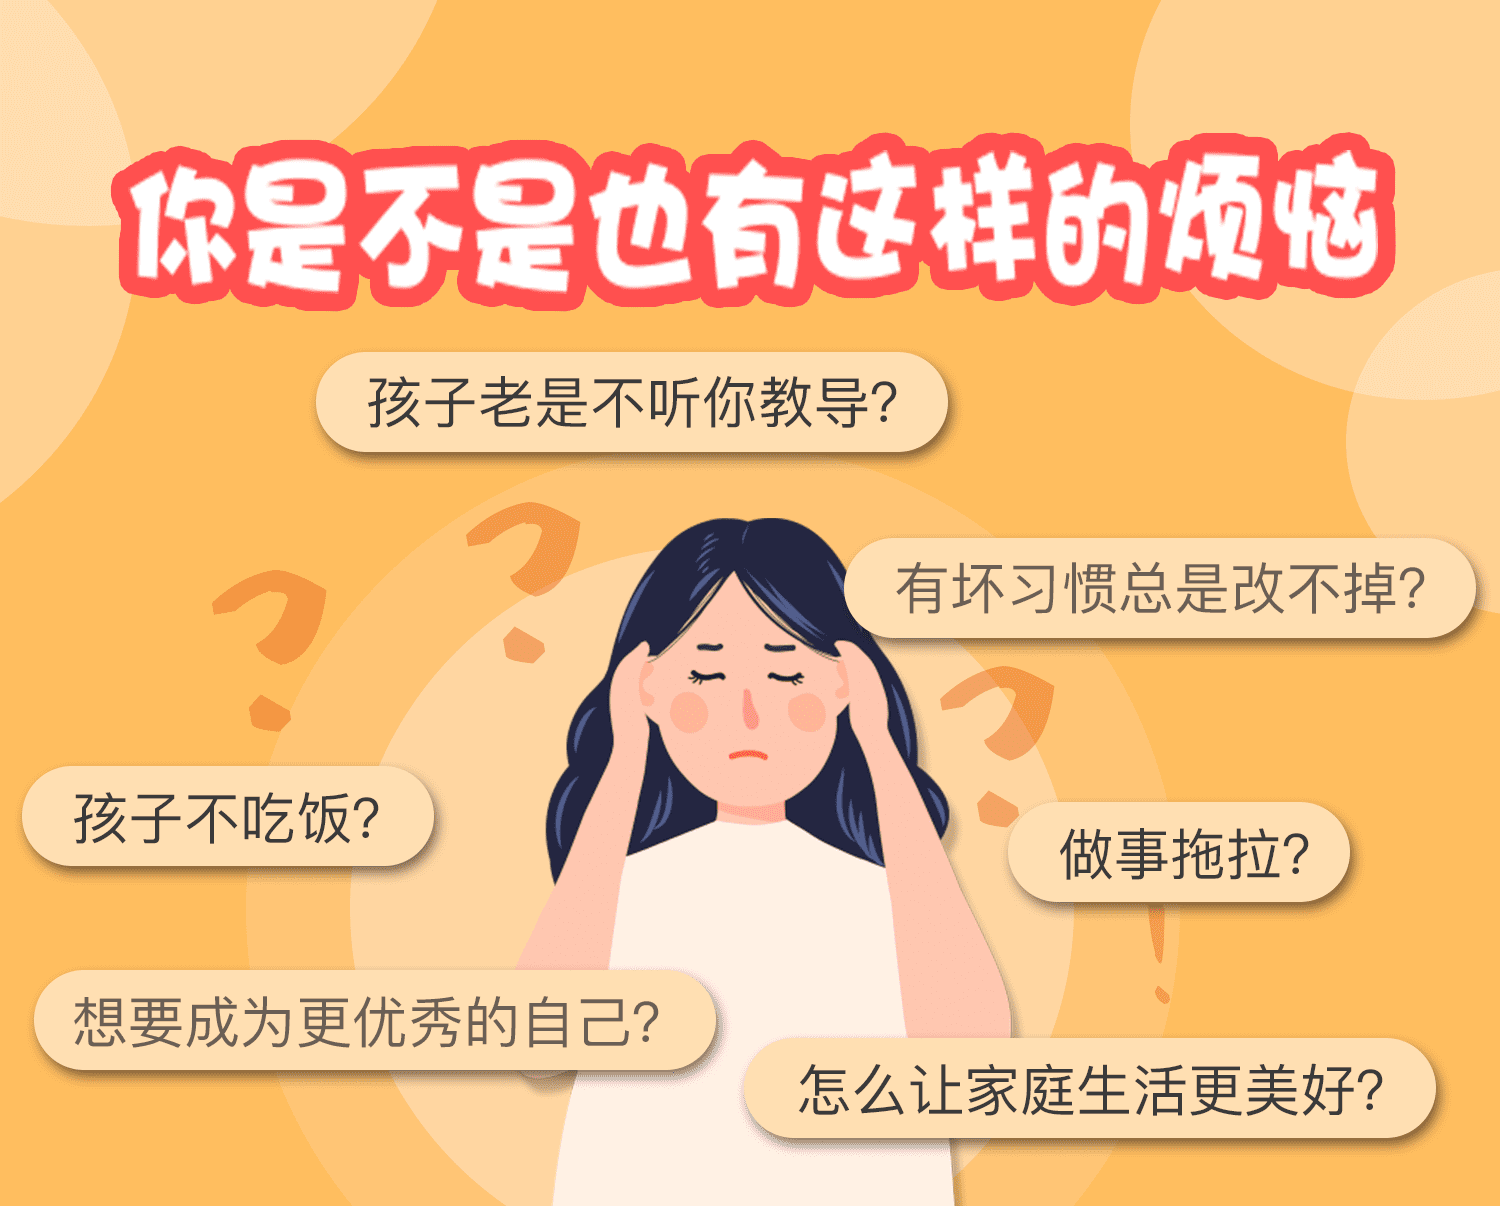 你是不是也有这样的烦恼
孩子老是不听你教导?
有坏习惯总是改不掉?
孩子不吃饭?
做事拖拉?
想要成为更优秀的自己?
怎么让家庭生活更美好?